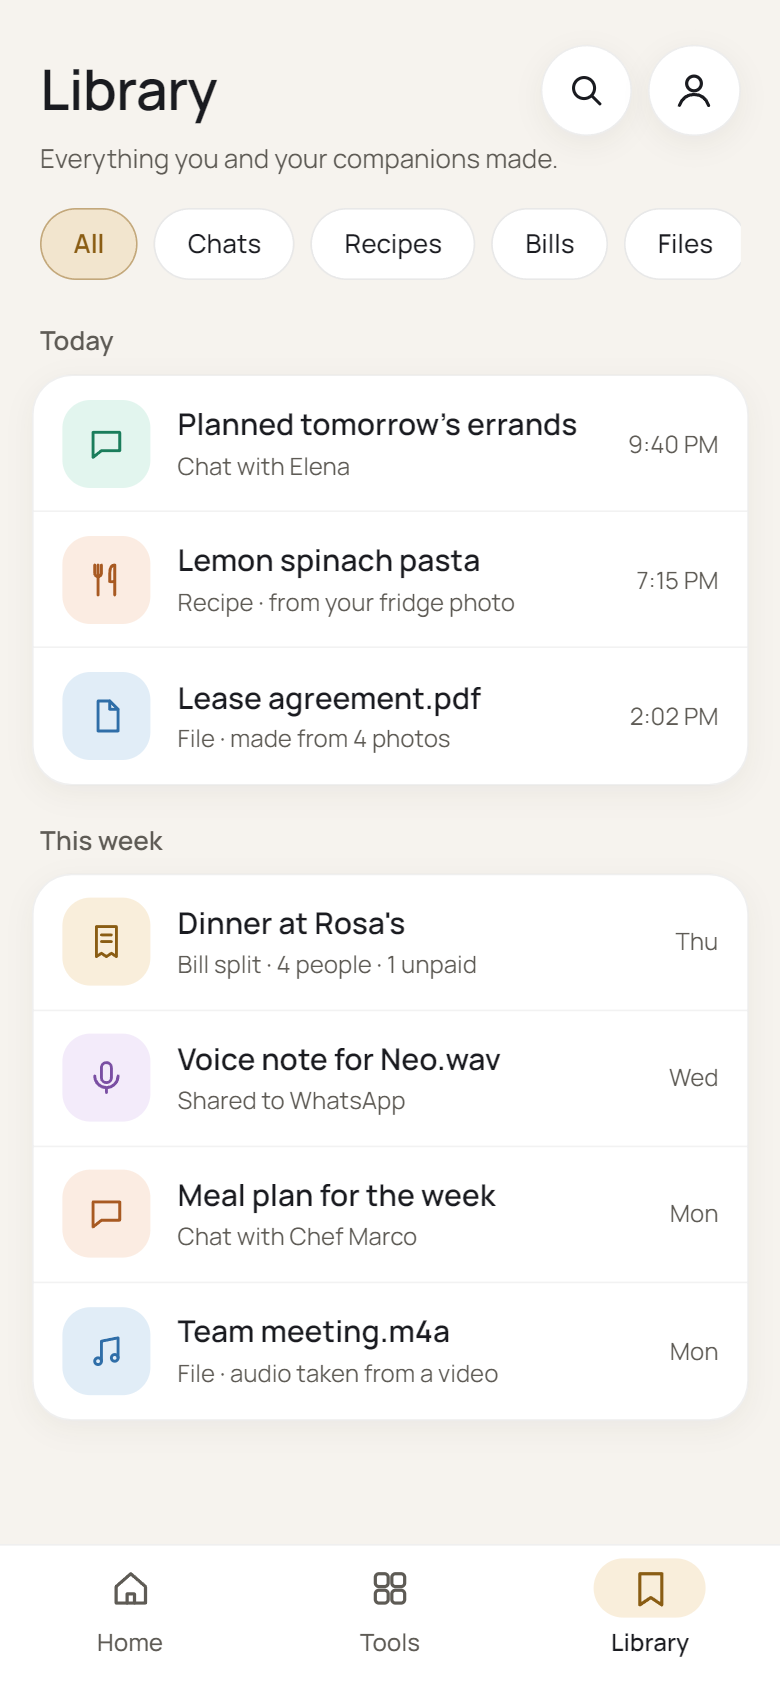 Library
Everything you and your companions made.
All
Chats
Recipes
Bills
Files
Today
Planned tomorrow’s errands
Chat with Elena
9:40 PM
Lemon spinach pasta
Recipe · from your fridge photo
7:15 PM
Lease agreement.pdf
File · made from 4 photos
2:02 PM
This week
Dinner at Rosa's
Bill split · 4 people · 1 unpaid
Thu
Voice note for Neo.wav
Shared to WhatsApp
Wed
Meal plan for the week
Chat with Chef Marco
Mon
Team meeting.m4a
File · audio taken from a video
Mon
Home
Tools
Library